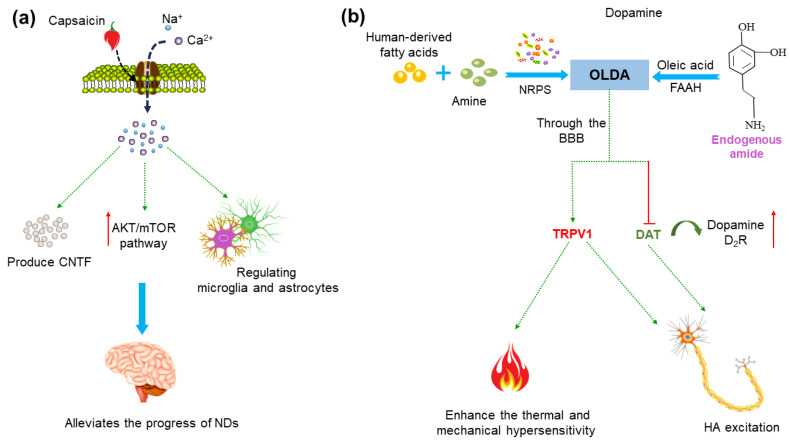 (a)
Capsaicin
Na⁺
Ca²⁺
Produce CNTF
AKT/mTOR
pathway
Regulating
microglia and astrocytes
Alleviates the progress of NDs
(b)
Dopamine
Human-derived
fatty acids
Amine
NRPS
OLDA
Oleic acid
FAAH
OH
OH
NH₂
Endogenous
amide
Through the
BBB
TRPV1
DAT
Dopamine
D₂R
Enhance the thermal and
mechanical hypersensitivity
HA excitation